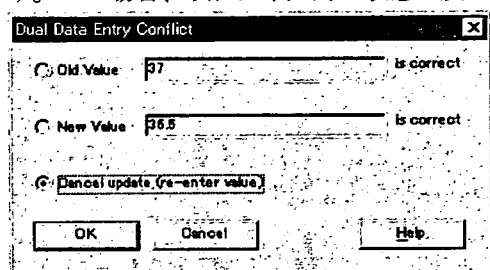 Dual Data Entry Conflict
Old Value 37 is correct
New Value 36.5 is correct
Cancel update (re-enter value)
OK Cancel Help